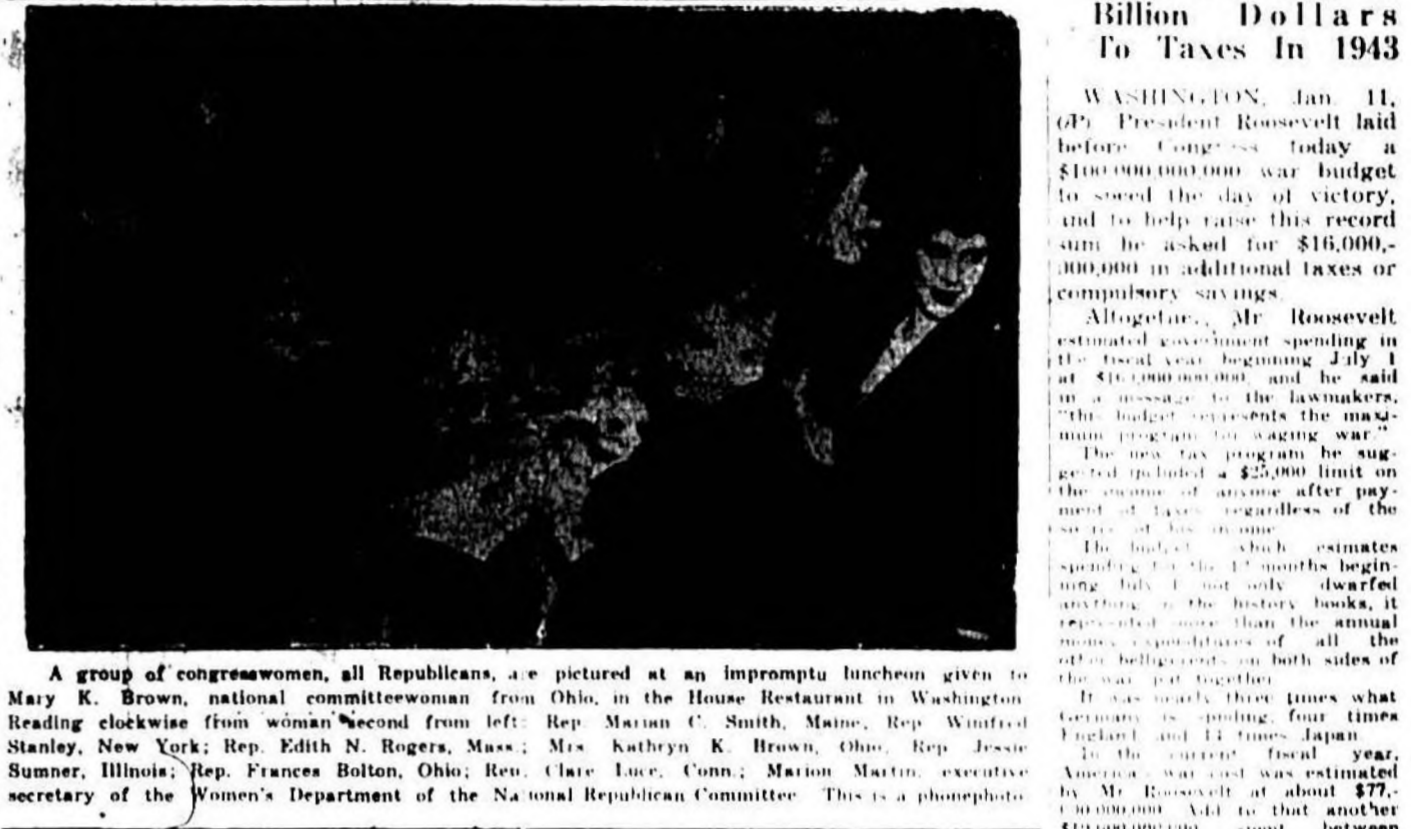 A group of congresswomen, all Republicans, are pictured at an impromptu luncheon given to
Mary K. Brown, national committeewoman from Ohio, in the House Restaurant in Washington
Reading clockwise from woman second from left: Rep. Marian C. Smith, Maine, Rep Winifred
Stanley, New York; Rep. Edith N. Rogers, Mass.; Mrs Kathryn K. Brown, Ohio, Rep Jessie
Sumner, Illinois; Rep. Frances Bolton, Ohio; Rep. Clare Luce, Conn.; Marion Martin, executive
secretary of the Women's Department of the National Republican Committee This is a phonephoto
Billion Dollars
To Taxes In 1943
WASHINGTON, Jan. 11,
(AP) President Roosevelt laid
before Congress today a
$100,000,000,000 war budget
to speed the day of victory,
and to help raise this record
sum he asked for $16,000,-
000,000 in additional taxes or
compulsory savings.
Mr Roosevelt
estimated government spending in
the fiscal year beginning July 1
at and he said
in a message to the lawmakers,
"this budget represents the maxi-
mum program for waging war."
The new tax program he sug-
gested included a $25,000 limit on
the income of anyone after pay-
ment of taxes regardless of the
source of his income
The budget which esimates
spending for the 12 months begin-
ning July 1 not only dwarfed
anything in the history books, it
represented more than the annual
money expenditures of all the
other belligerents on both sides of
the war put together
It was nearly three times what
Germany is spending, four times
England and times Japan.
In the current fiscal year,
America war cost was estimated
by Mr. Roosevelt at about $77,-
000,000,000 Add to that another
spent between